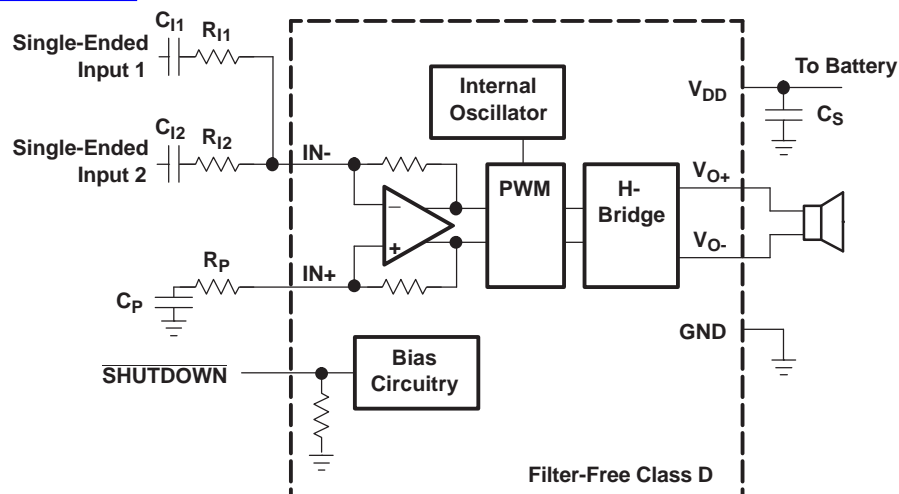 Single-Ended
Input 1
CI1
RI1
Single-Ended
Input 2
CI2
RI2
IN-
Internal
Oscillator
VDD
To Battery
CS
–
+
PWM
H-
Bridge
VO+
VO-
RP
IN+
CP
GND
SHUTDOWN
Bias
Circuitry
Filter-Free Class D